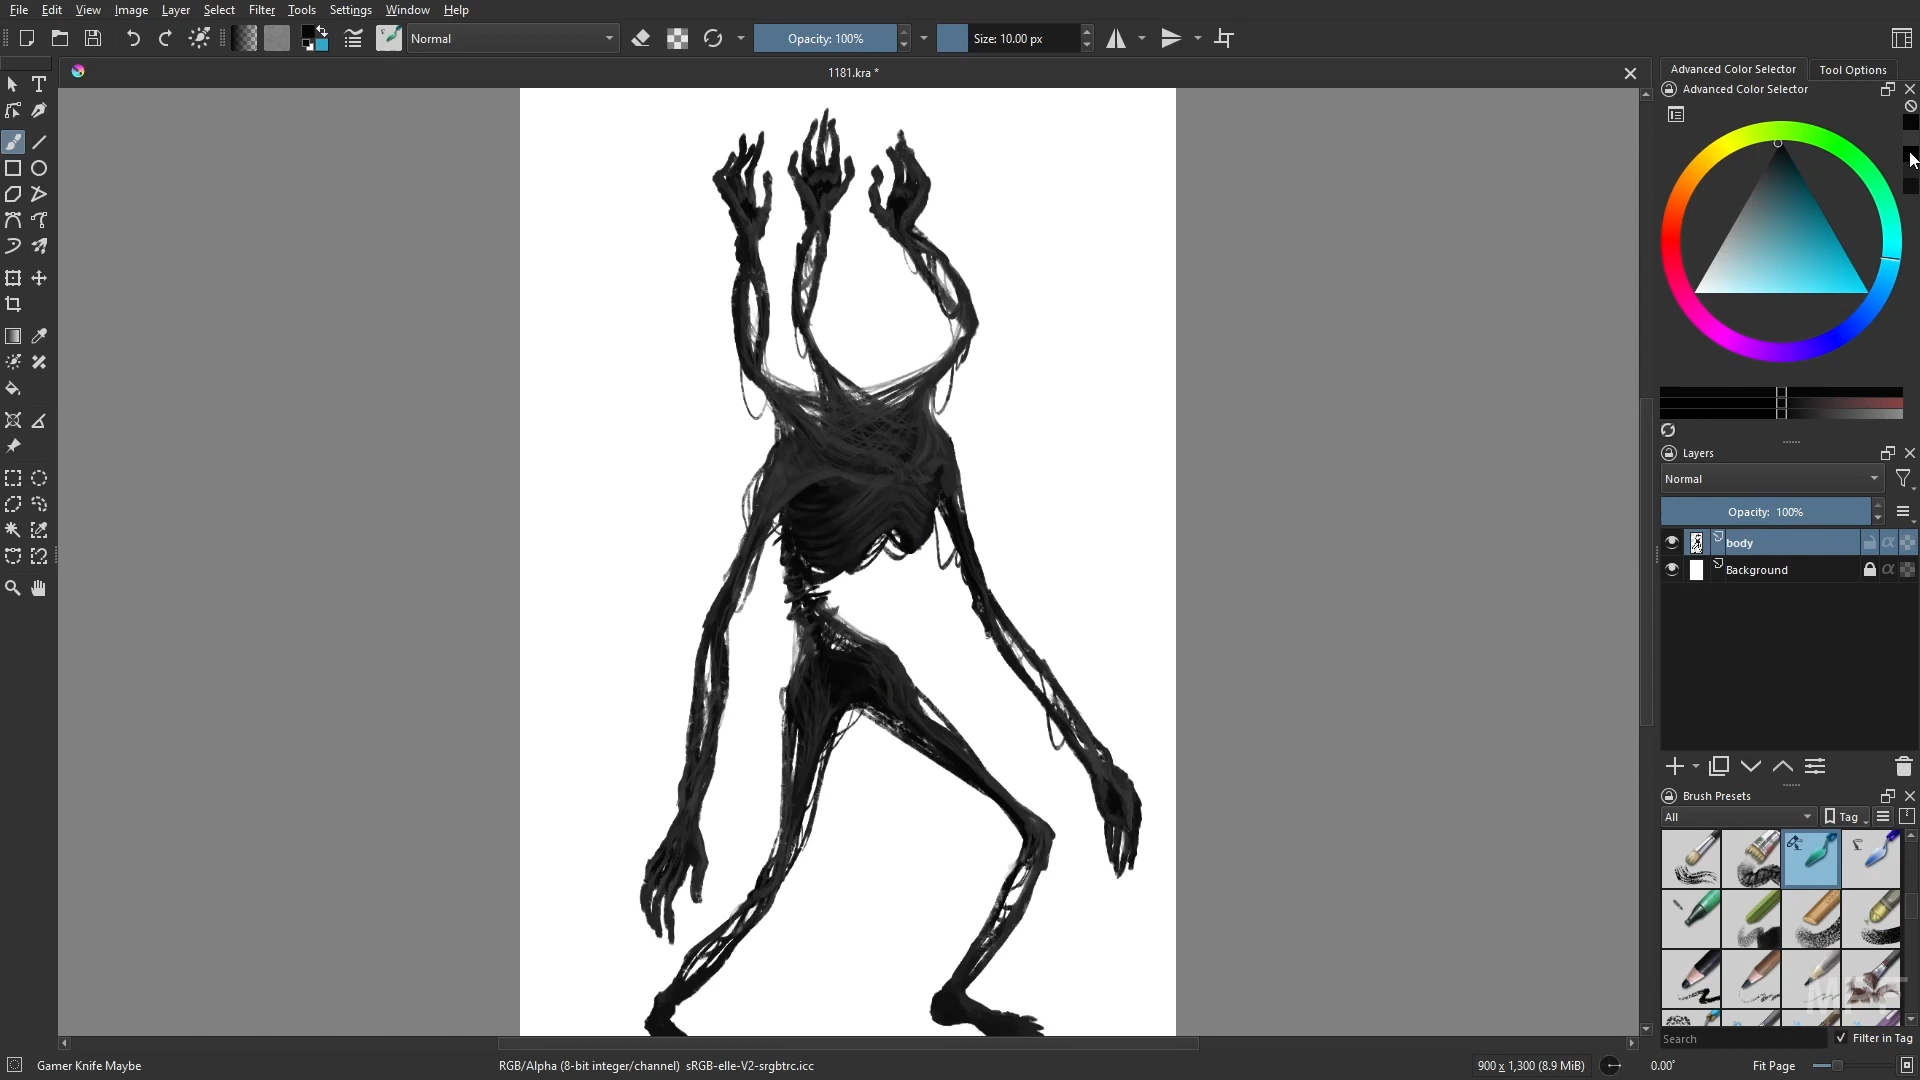 File Edit View Image Layer Select Filter Tools Settings Window Help
Normal Opacity: 100% Size: 10.00 px
1181.kra *
Advanced Color Selector Tool Options
Advanced Color Selector
Layers
Normal
Opacity: 100%
body
Background
Brush Presets
All Tag
Search Filter in Tag
Gamer Knife Maybe RGB/Alpha (8-bit integer/channel) sRGB-elle-V2-srgbtrc.icc 900 x 1,300 (8.9 MiB) 0.00° Fit Page